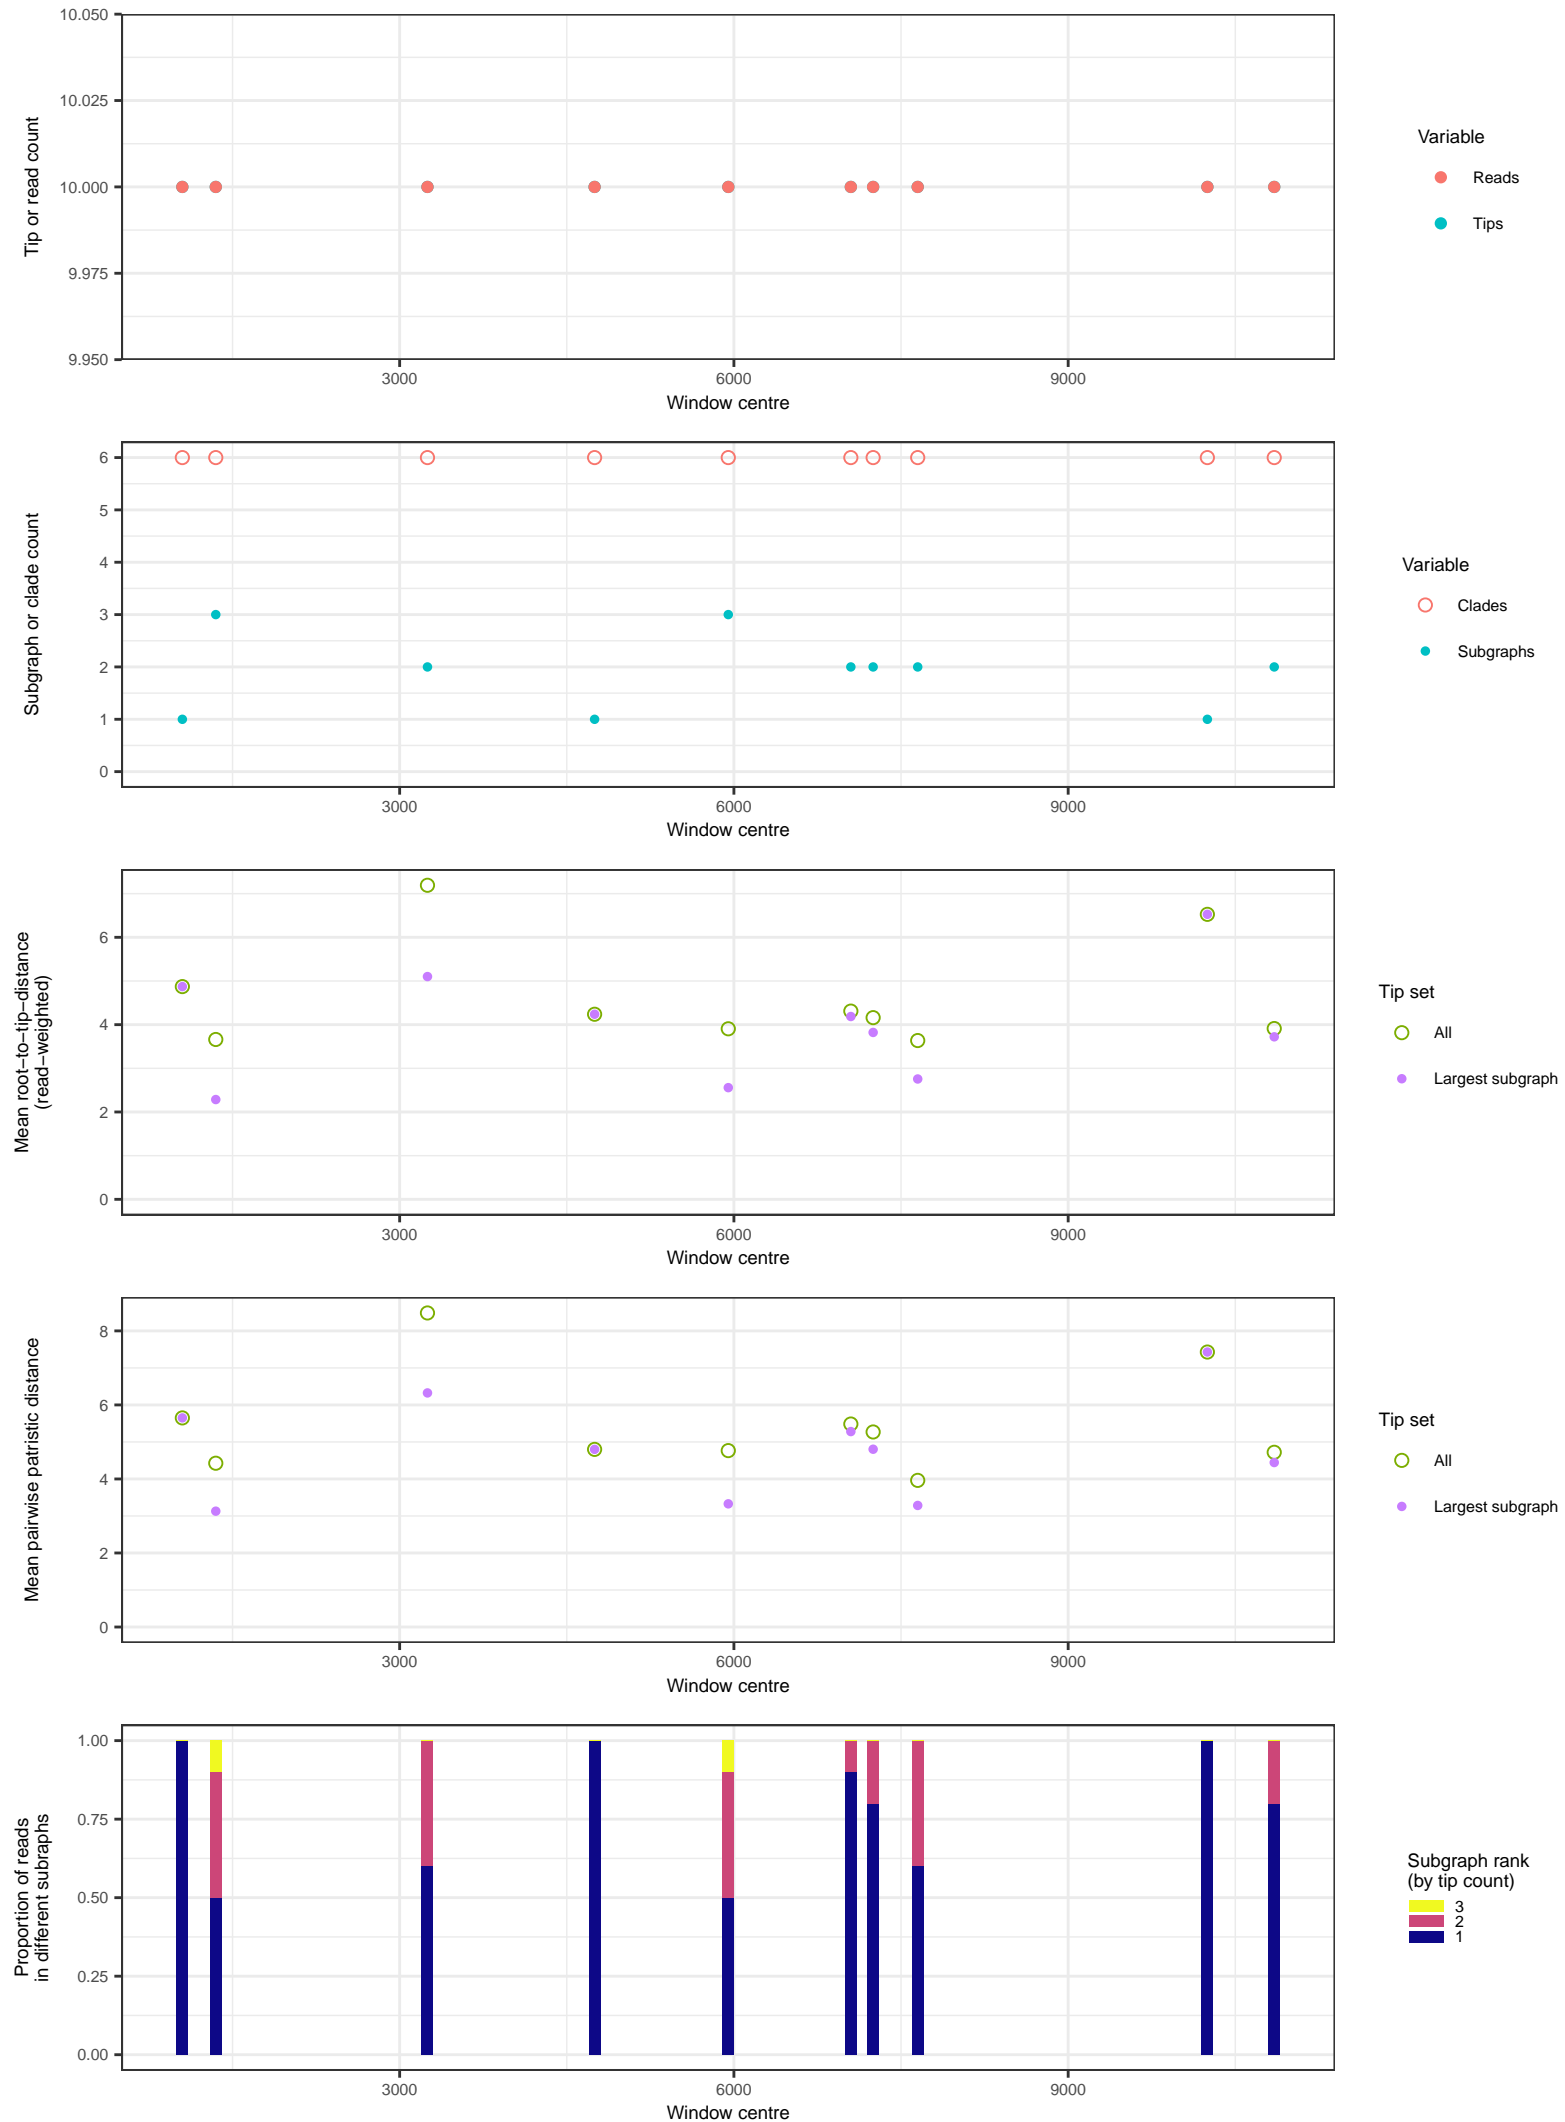 10.050
10.025
10.000
9.975
9.950
Tip or read count
3000
6000
9000
Window centre
Variable
Reads
Tips
6
5
4
3
2
1
0
Subgraph or clade count
3000
6000
9000
Window centre
Variable
Clades
Subgraphs
6
4
2
0
Mean root−to−tip−distance
(read−weighted)
3000
6000
9000
Window centre
Tip set
All
Largest subgraph
8
6
4
2
0
Mean pairwise patristic distance
3000
6000
9000
Window centre
Tip set
All
Largest subgraph
1.00
0.75
0.50
0.25
0.00
Proportion of reads
in different subraphs
3000
6000
9000
Window centre
Subgraph rank
(by tip count)
3
2
1